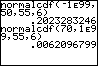 normalcdf(-1e99,
50,55,6)
.2023283246
normalcdf(70,1e9
9,55,6)
.0062096799